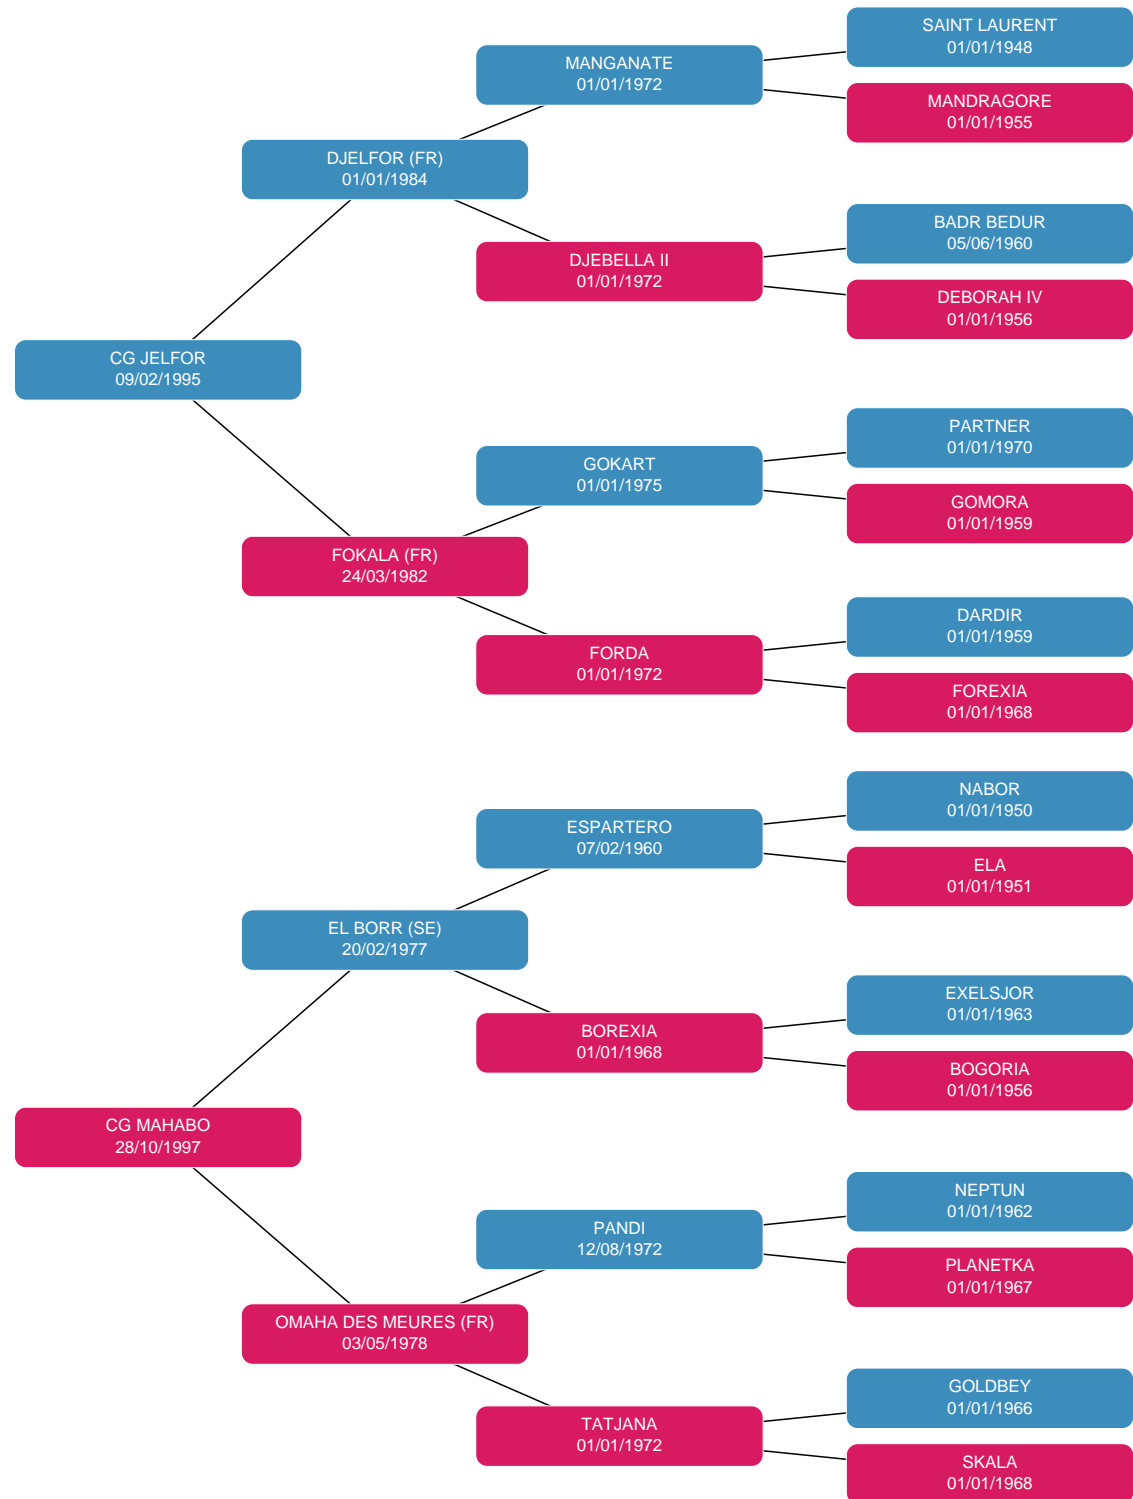 SAINT LAURENT
01/01/1948
MANGANATE
01/01/1972
MANDRAGORE
01/01/1955
DJELFOR (FR)
01/01/1984
BADR BEDUR
05/06/1960
DJEBELLA II
01/01/1972
DEBORAH IV
01/01/1956
CG JELFOR
09/02/1995
PARTNER
01/01/1970
GOKART
01/01/1975
GOMORA
01/01/1959
FOKALA (FR)
24/03/1982
DARDIR
01/01/1959
FORDA
01/01/1972
FOREXIA
01/01/1968
NABOR
01/01/1950
ESPARTERO
07/02/1960
ELA
01/01/1951
EL BORR (SE)
20/02/1977
EXELSJOR
01/01/1963
BOREXIA
01/01/1968
BOGORIA
01/01/1956
CG MAHABO
28/10/1997
NEPTUN
01/01/1962
PANDI
12/08/1972
PLANETKA
01/01/1967
OMAHA DES MEURES (FR)
03/05/1978
GOLDBEY
01/01/1966
TATJANA
01/01/1972
SKALA
01/01/1968